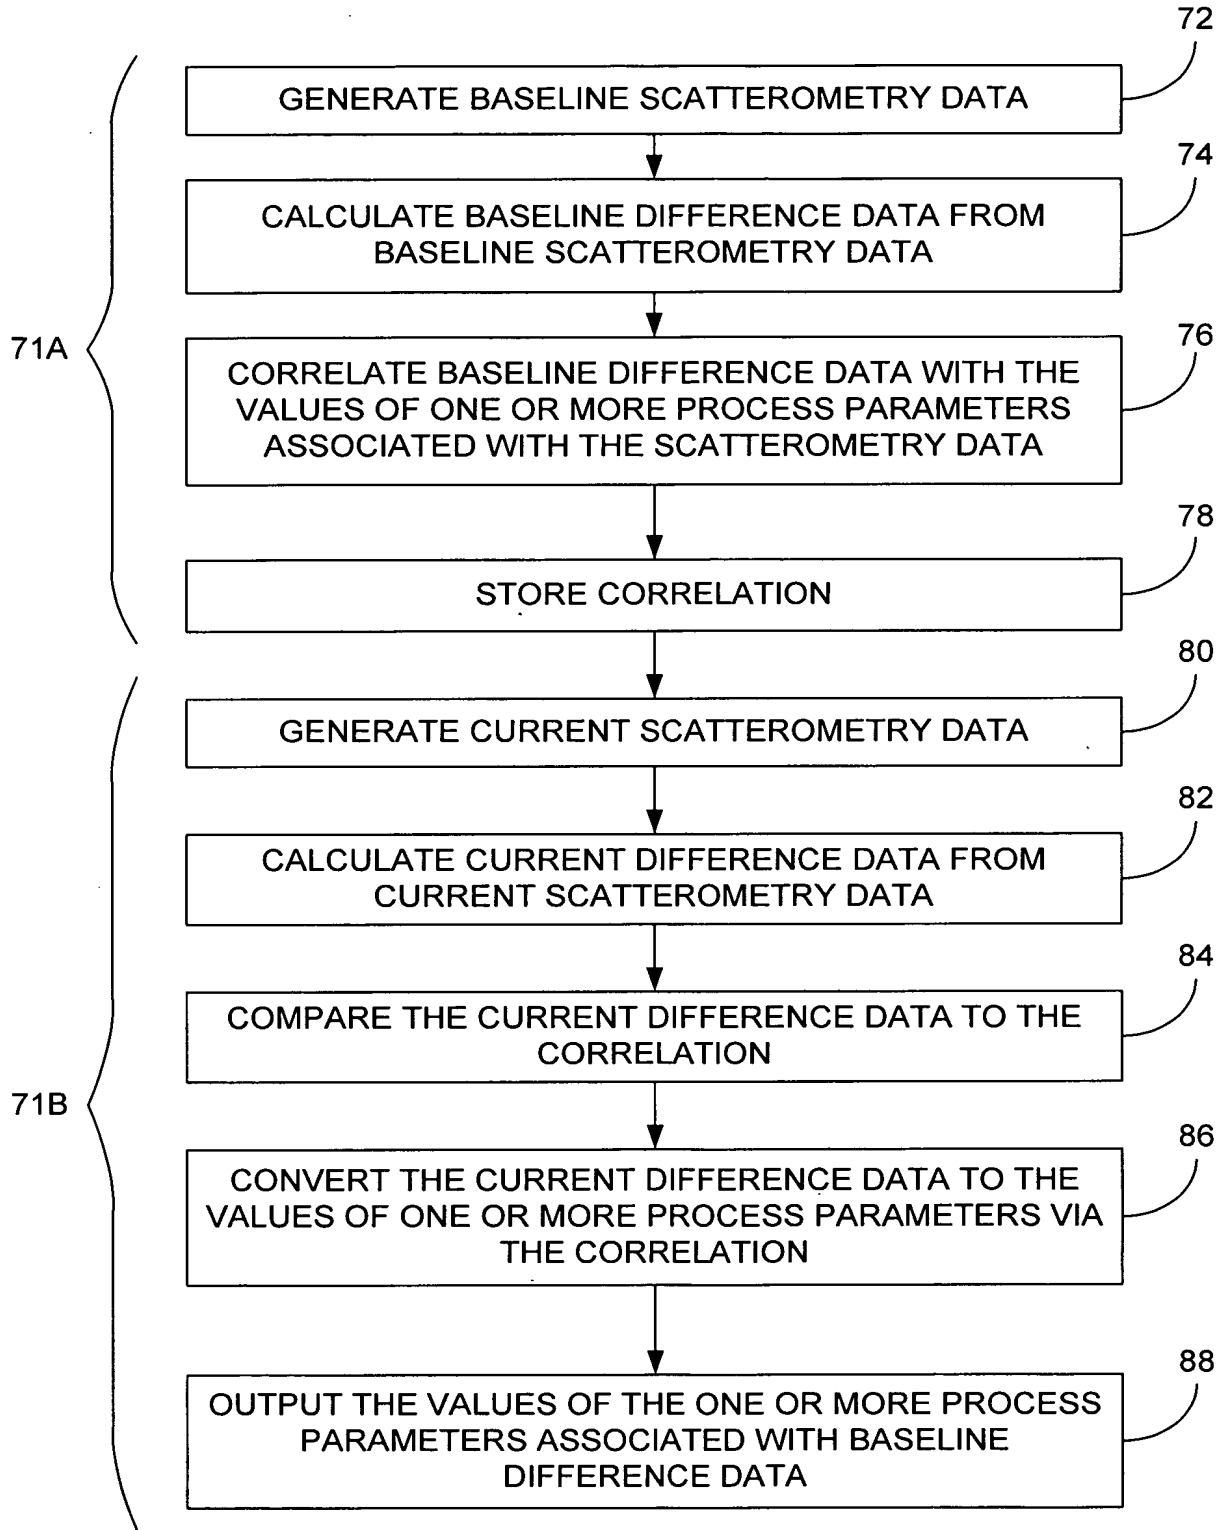 72
GENERATE BASELINE SCATTEROMETRY DATA
74
CALCULATE BASELINE DIFFERENCE DATA FROM
BASELINE SCATTEROMETRY DATA
71A
76
CORRELATE BASELINE DIFFERENCE DATA WITH THE
VALUES OF ONE OR MORE PROCESS PARAMETERS
ASSOCIATED WITH THE SCATTEROMETRY DATA
78
STORE CORRELATION
80
GENERATE CURRENT SCATTEROMETRY DATA
82
CALCULATE CURRENT DIFFERENCE DATA FROM
CURRENT SCATTEROMETRY DATA
84
COMPARE THE CURRENT DIFFERENCE DATA TO THE
CORRELATION
71B
86
CONVERT THE CURRENT DIFFERENCE DATA TO THE
VALUES OF ONE OR MORE PROCESS PARAMETERS VIA
THE CORRELATION
88
OUTPUT THE VALUES OF THE ONE OR MORE PROCESS
PARAMETERS ASSOCIATED WITH BASELINE
DIFFERENCE DATA